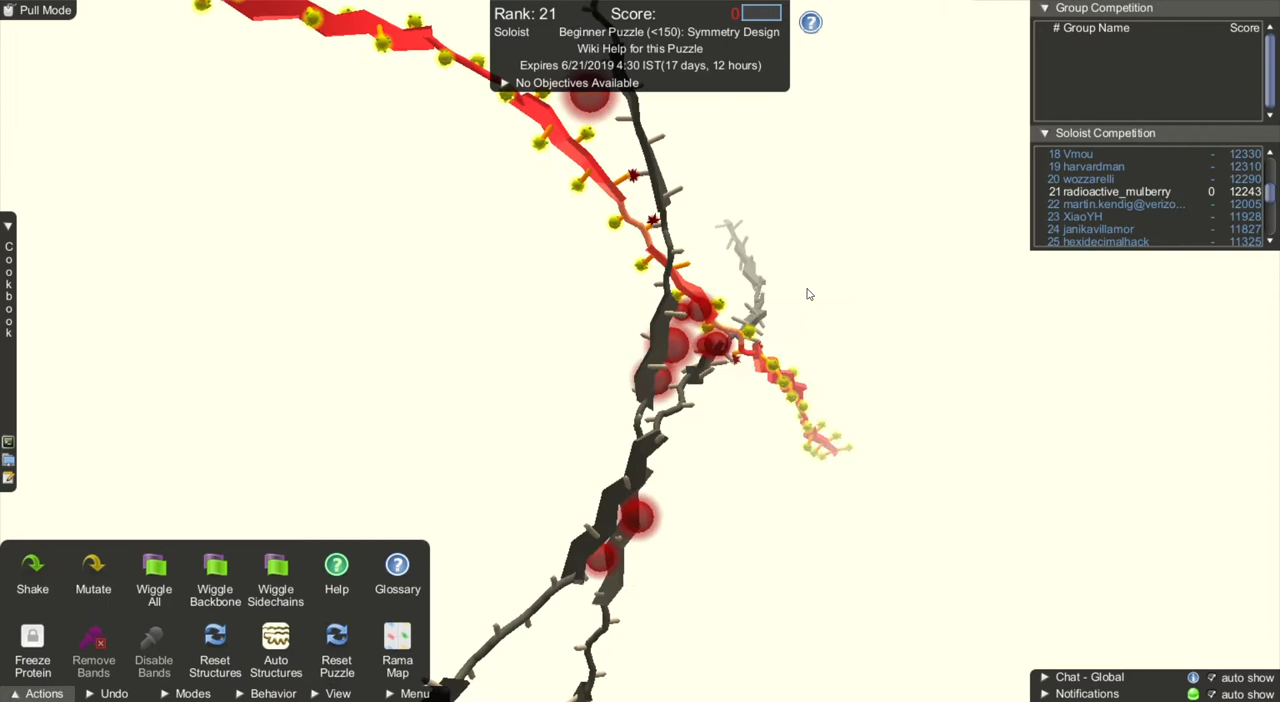 Pull Mode
Rank: 21 Score: 0
Soloist Beginner Puzzle (<150): Symmetry Design
Wiki Help for this Puzzle
Expires 6/21/2019 4:30 IST(17 days, 12 hours)
No Objectives Available
Group Competition
# Group Name Score
Soloist Competition
18 Vmou - 12330
19 harvardman - 12310
20 wozzarelli - 12290
21 radioactive_mulberry 0 12243
22 martin.kendig@verizo... - 12005
23 XiaoYH - 11928
24 janikavillamor - 11827
25 hexidecimalhack - 11325
Cookbook
Shake
Mutate
Wiggle All
Wiggle Backbone
Wiggle Sidechains
Help
Glossary
Freeze Protein
Remove Bands
Disable Bands
Reset Structures
Auto Structures
Reset Puzzle
Rama Map
Actions Undo Modes Behavior View Menu
Chat - Global auto show
Notifications auto show